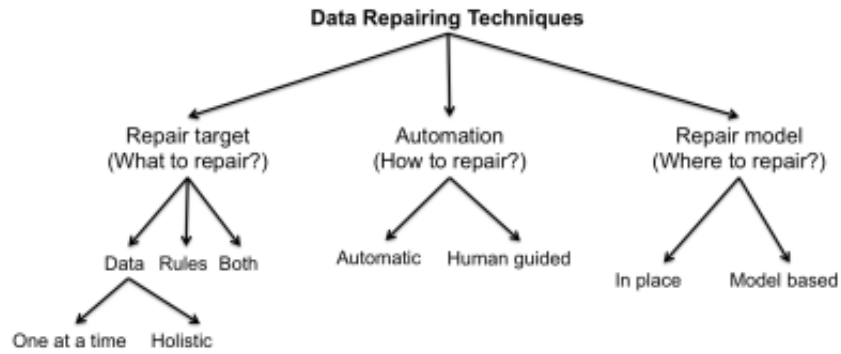 Data Repairing Techniques
Repair target
(What to repair?)
Automation
(How to repair?)
Repair model
(Where to repair?)
Data
Rules
Both
Automatic
Human guided
In place
Model based
One at a time
Holistic